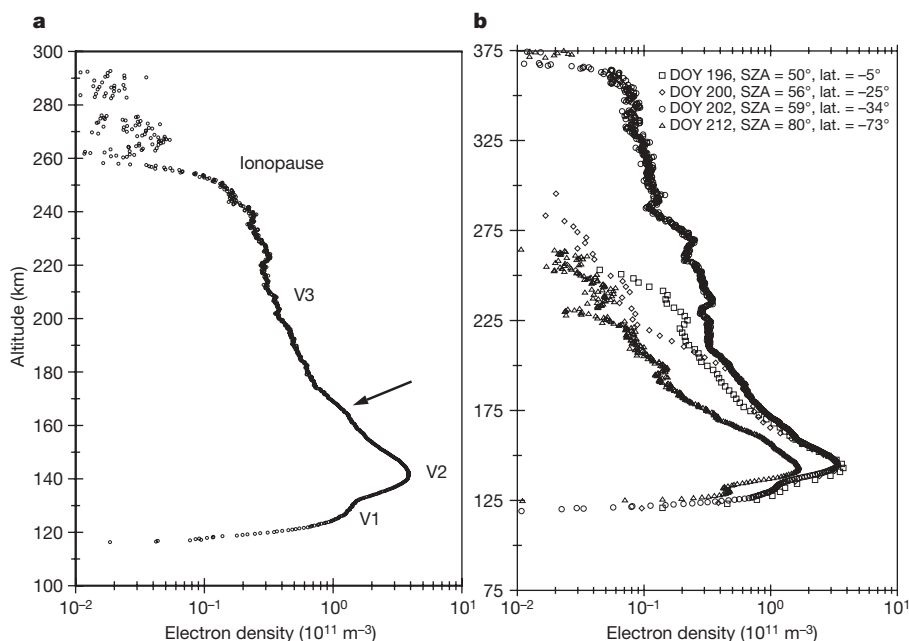 a
300
280
260
240
220
200
180
160
140
120
100
Altitude (km)
Ionopause
V3
V2
V1
10⁻² 10⁻¹ 10⁰ 10¹
Electron density (10¹¹ m⁻³)
b
375
325
275
225
175
125
75
DOY 196, SZA = 50°, lat. = –5°
DOY 200, SZA = 56°, lat. = –25°
DOY 202, SZA = 59°, lat. = –34°
DOY 212, SZA = 80°, lat. = –73°
10⁻² 10⁻¹ 10⁰ 10¹
Electron density (10¹¹ m⁻³)